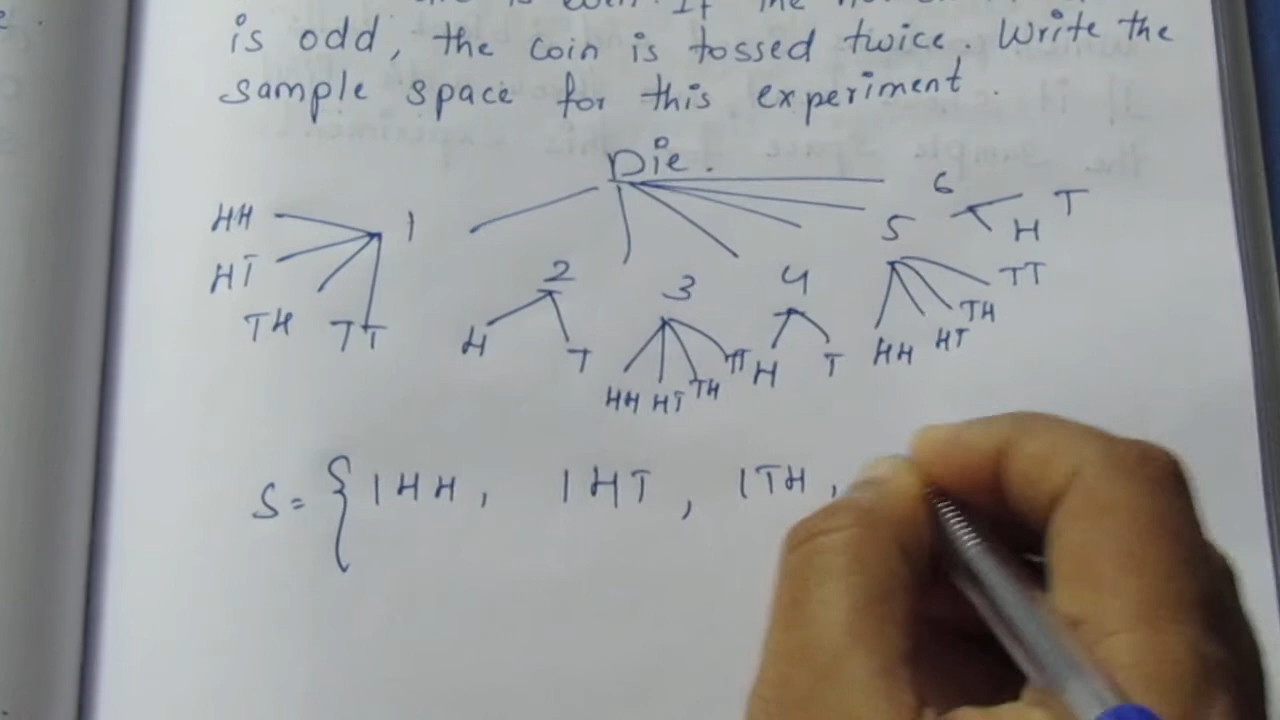 is odd, the coin is tossed twice. Write the
sample space for this experiment.
Die.
6 T
HH 1 5 H
HT 2 3 4 TT
TH TT H T TH
HH HT
HH HT TH TT H T
S = { 1HH, 1HT, 1TH,